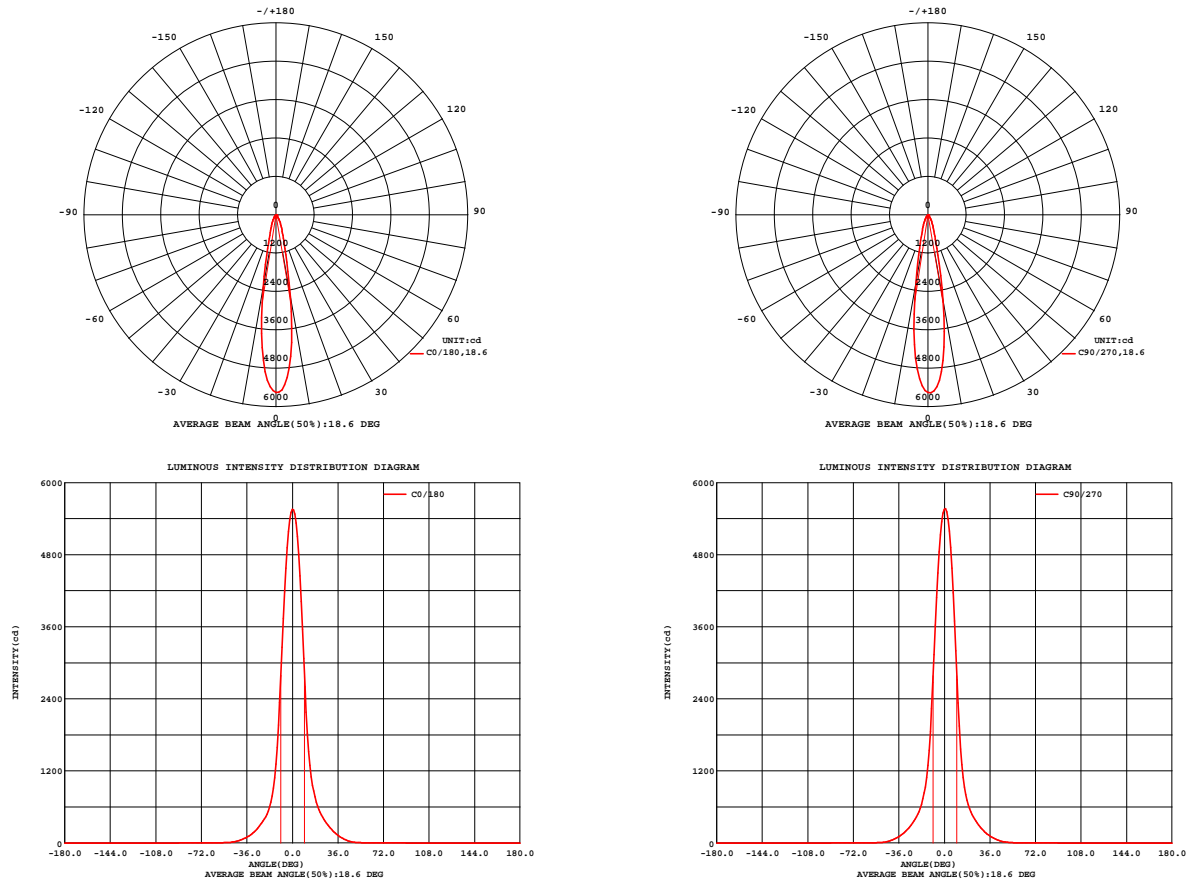 -/+180
-150 150
-120 120
-90 90
-60 60
-30 30
0
0
1200
2400
3600
4800
6000
UNIT:cd
C0/180,18.6
AVERAGE BEAM ANGLE(50%):18.6 DEG
-/+180
-150 150
-120 120
-90 90
-60 60
-30 30
0
0
1200
2400
3600
4800
6000
UNIT:cd
C90/270,18.6
AVERAGE BEAM ANGLE(50%):18.6 DEG
LUMINOUS INTENSITY DISTRIBUTION DIAGRAM
C0/180
INTENSITY(cd)
6000
4800
3600
2400
1200
0
-180.0 -144.0 -108.0 -72.0 -36.0 0.0 36.0 72.0 108.0 144.0 180.0
ANGLE(DEG)
AVERAGE BEAM ANGLE(50%):18.6 DEG
LUMINOUS INTENSITY DISTRIBUTION DIAGRAM
C90/270
INTENSITY(cd)
6000
4800
3600
2400
1200
0
-180.0 -144.0 -108.0 -72.0 -36.0 0.0 36.0 72.0 108.0 144.0 180.0
ANGLE(DEG)
AVERAGE BEAM ANGLE(50%):18.6 DEG